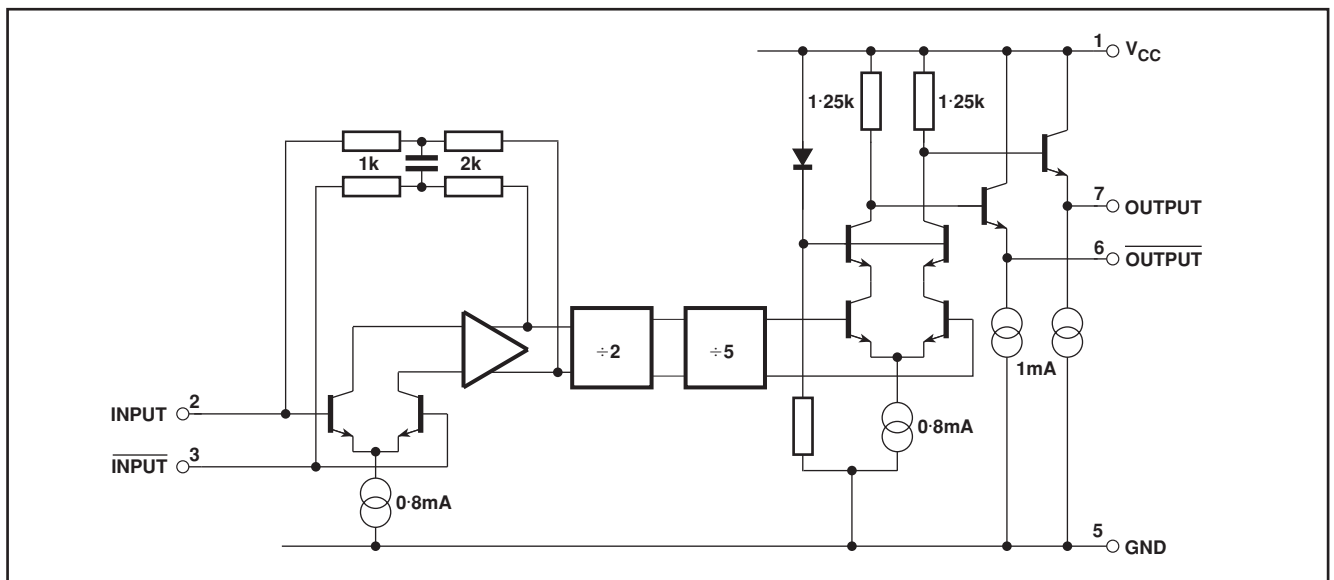 1
V_CC
1·25k
1·25k
1k
2k
7
OUTPUT
6
OUTPUT
÷2
÷5
1mA
INPUT 2
0·8mA
INPUT 3
0·8mA
5
GND